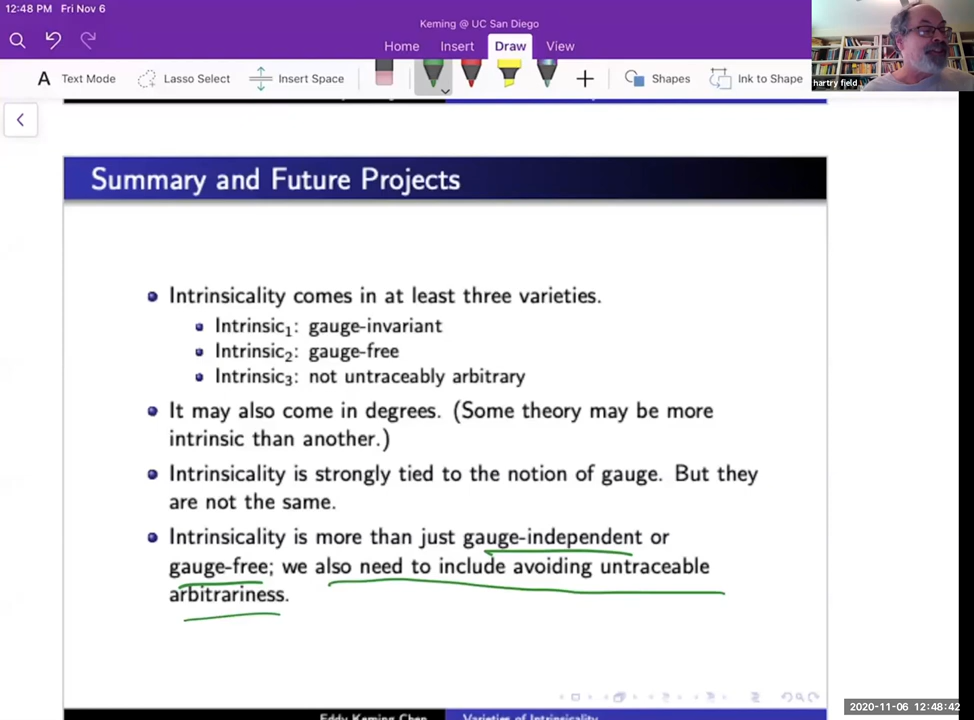 12:48 PM Fri Nov 6
Keming @ UC San Diego
Home Insert Draw View
A Text Mode Lasso Select Insert Space Shapes Ink to Shape
hartry field
Summary and Future Projects
Intrinsicality comes in at least three varieties.
Intrinsic₁: gauge-invariant
Intrinsic₂: gauge-free
Intrinsic₃: not untraceably arbitrary
It may also come in degrees. (Some theory may be more
intrinsic than another.)
Intrinsicality is strongly tied to the notion of gauge. But they
are not the same.
Intrinsicality is more than just gauge-independent or
gauge-free; we also need to include avoiding untraceable
arbitrariness.
Eddy Keming Chen Varieties of Intrinsicality
2020-11-06 12:48:42